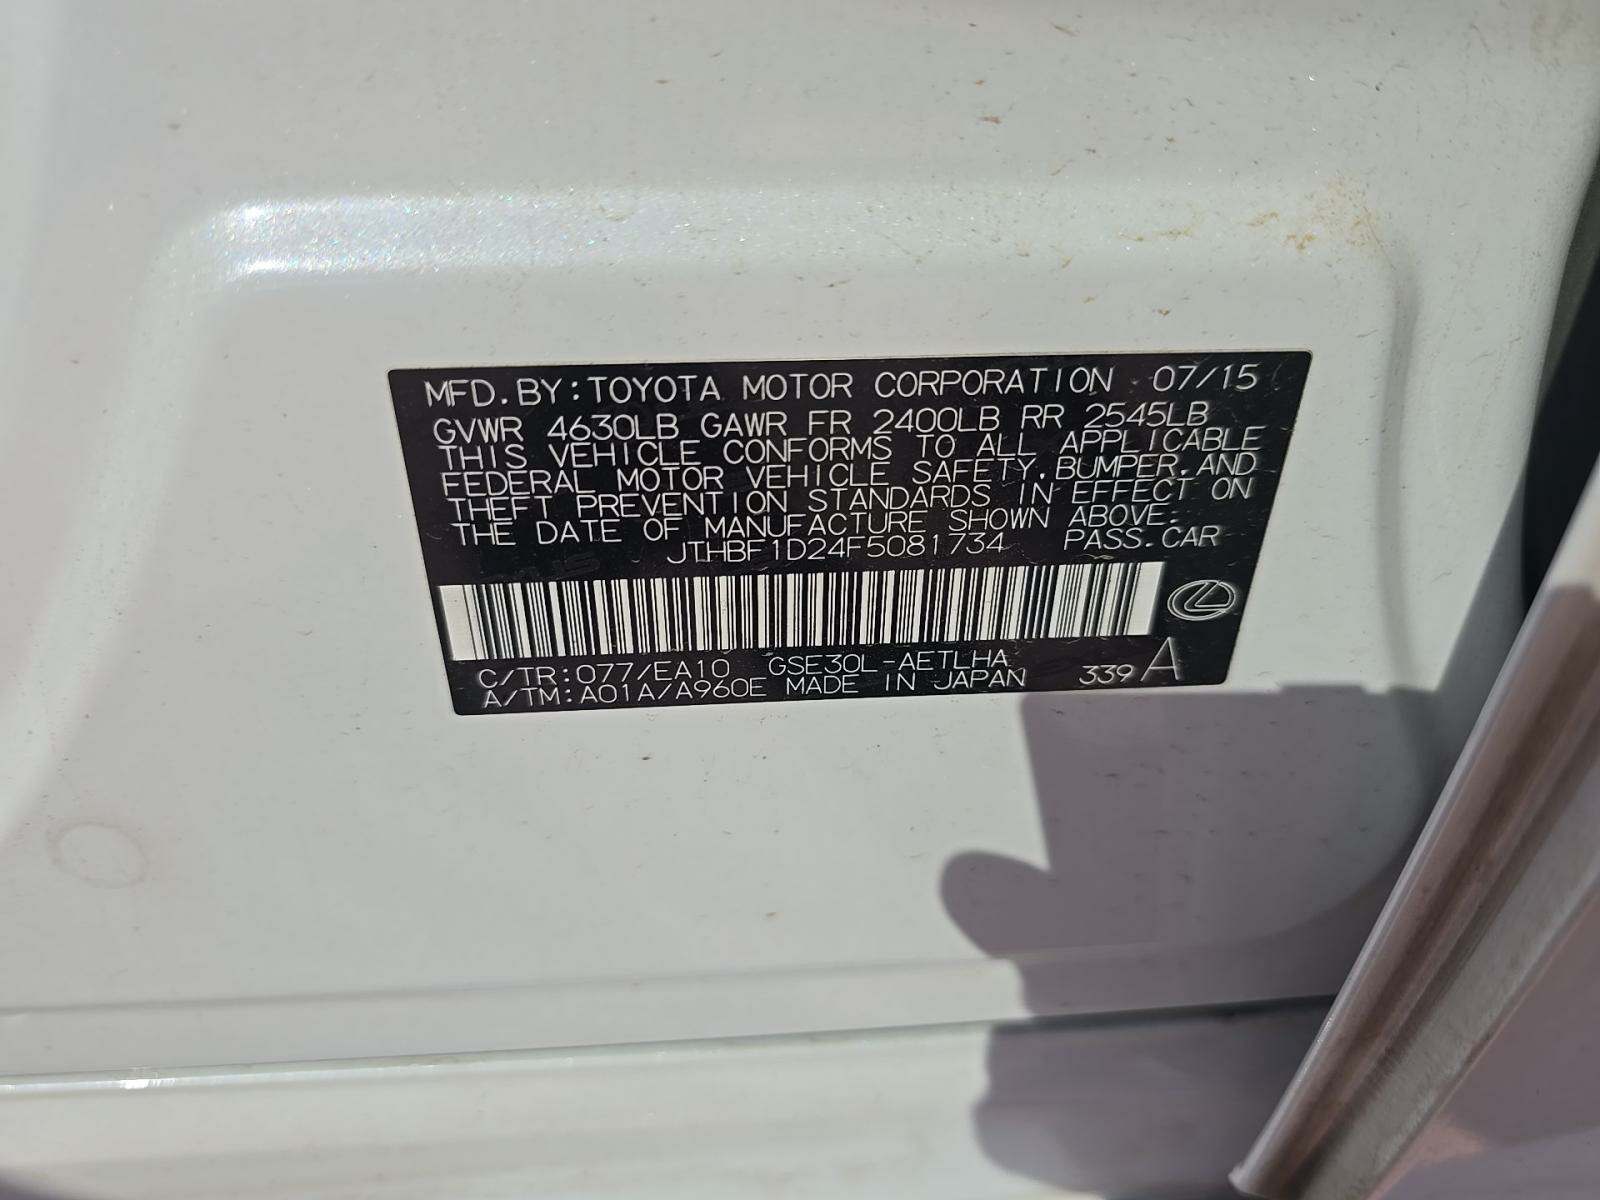 MFD. BY: TOYOTA MOTOR CORPORATION 07/15
GVWR 4630LB GAWR FR 2400LB RR 2545LB
THIS VEHICLE CONFORMS TO ALL APPLICABLE
FEDERAL MOTOR VEHICLE SAFETY, BUMPER, AND
THEFT PREVENTION STANDARDS IN EFFECT ON
THE DATE OF MANUFACTURE SHOWN ABOVE.
JTHBF1D24F5081734 PASS. CAR
C/TR: 077/EA10 GSE30L-AETLHA
A/TM: A01A/A960E MADE IN JAPAN 339 A